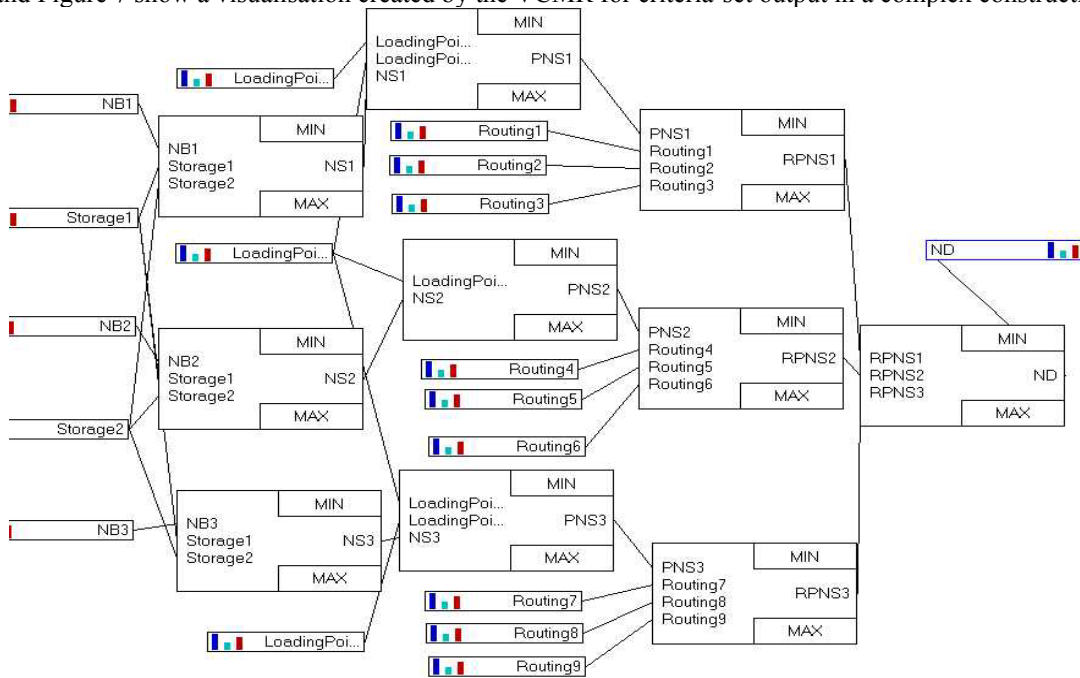 and Figure 7 show a visualisation created by the VCMR for criteria-set output in a complex
LoadingPoi...
LoadingPoi...
NS1
MIN
PNS1
MAX
LoadingPoi...
NB1
NB1
Storage1
Storage2
MIN
NS1
MAX
Routing1
Routing2
Routing3
PNS1
Routing1
Routing2
Routing3
MIN
RPNS1
MAX
Storage1
LoadingPoi...
LoadingPoi...
NS2
MIN
PNS2
MAX
ND
NB2
NB2
Storage1
Storage2
MIN
NS2
MAX
PNS2
Routing4
Routing5
Routing6
MIN
RPNS2
MAX
RPNS1
RPNS2
RPNS3
MIN
ND
MAX
Routing4
Routing5
Routing6
Storage2
NB3
NB3
Storage1
Storage2
MIN
NS3
MAX
LoadingPoi...
LoadingPoi...
NS3
MIN
PNS3
MAX
PNS3
Routing7
Routing8
Routing9
MIN
RPNS3
MAX
Routing7
Routing8
Routing9
LoadingPoi...